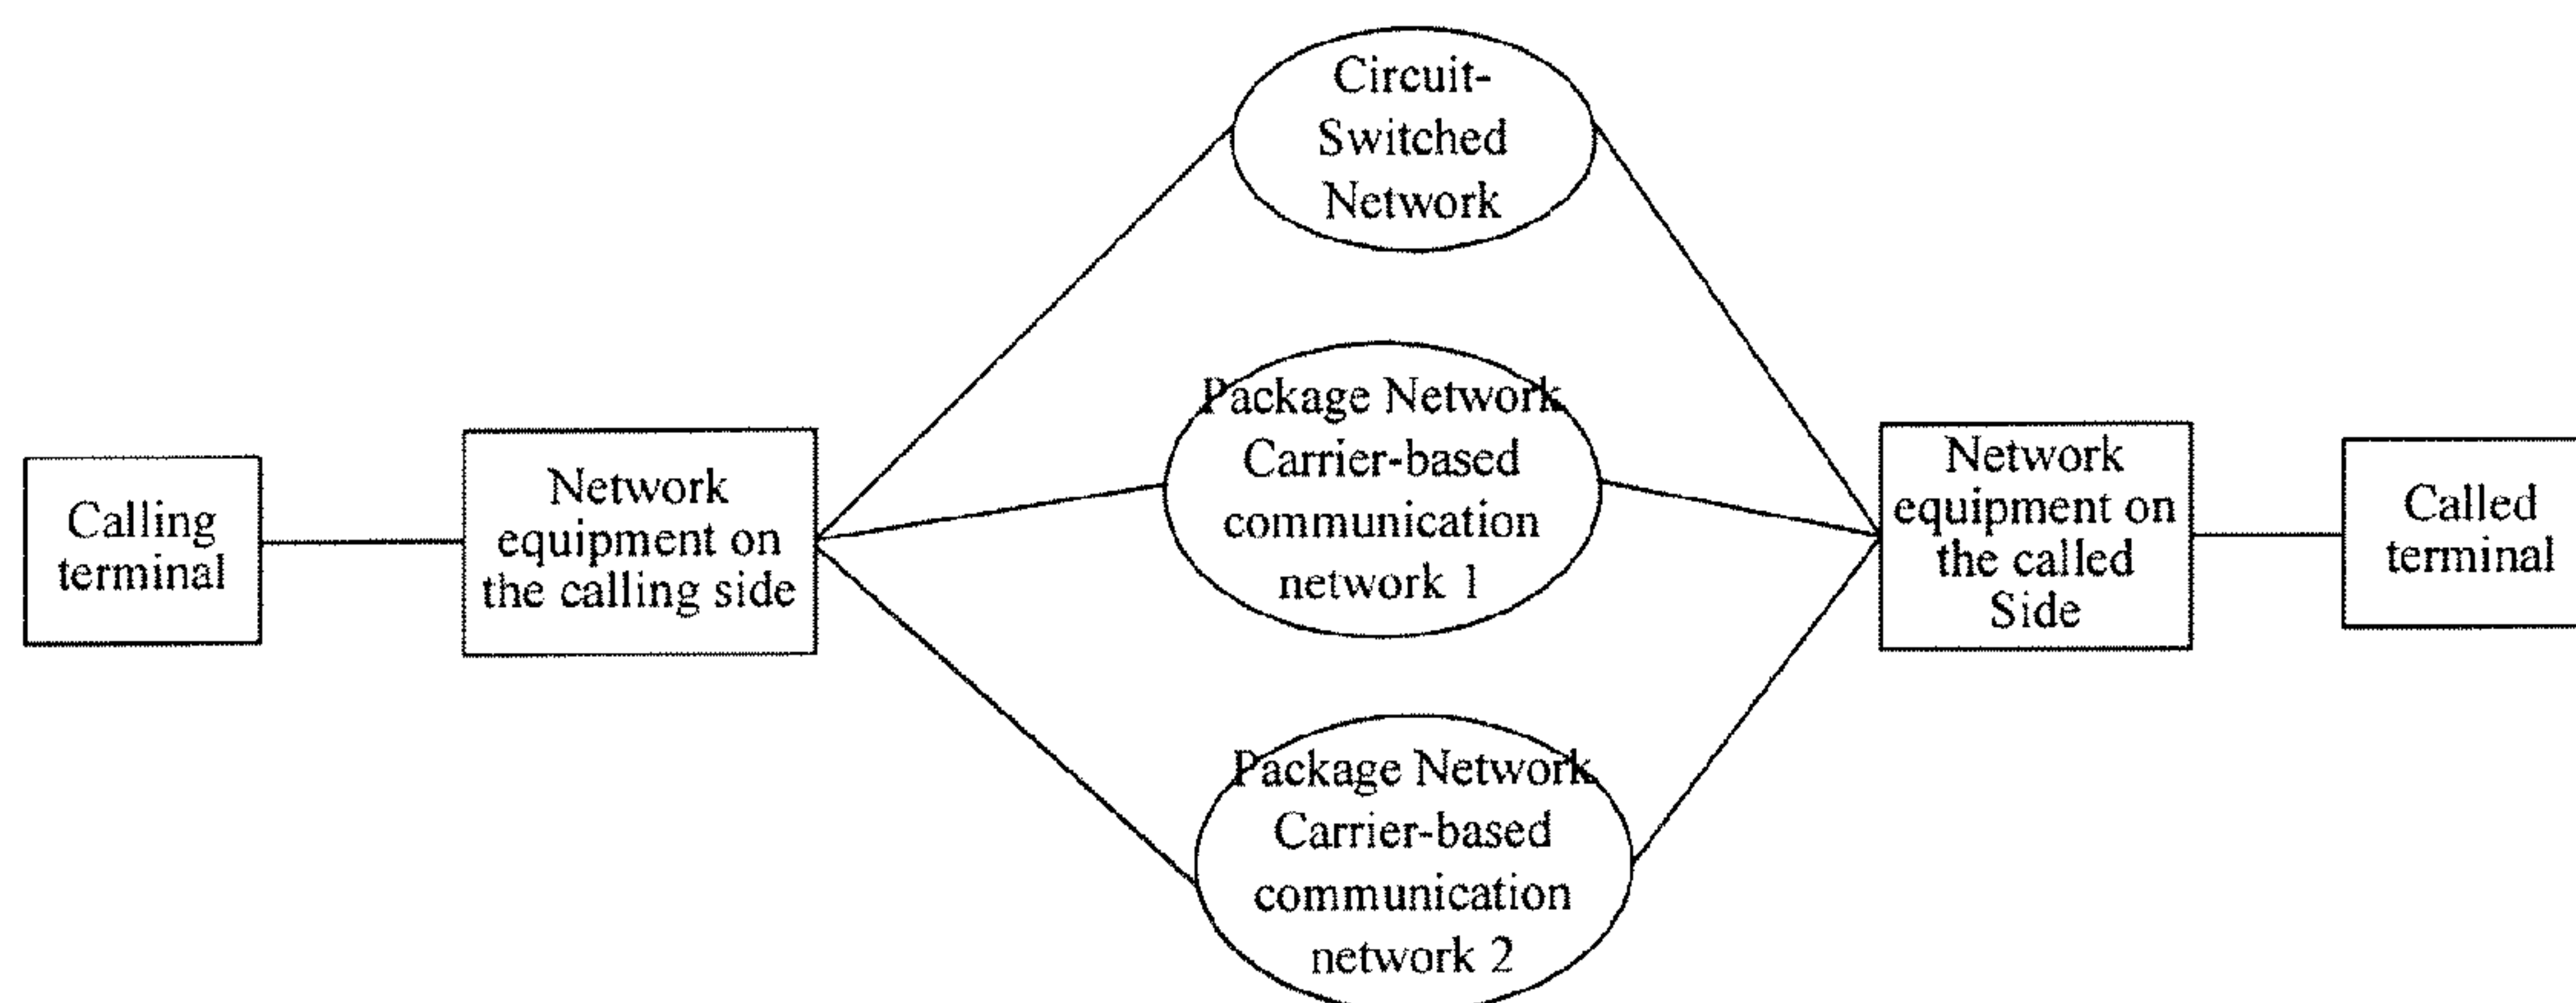 Circuit-
Switched
Network
Package Network
Carrier-based
communication
network 1
Package Network
Carrier-based
communication
network 2
Calling
terminal
Network
equipment on
the calling side
Network
equipment on
the called
Side
Called
terminal